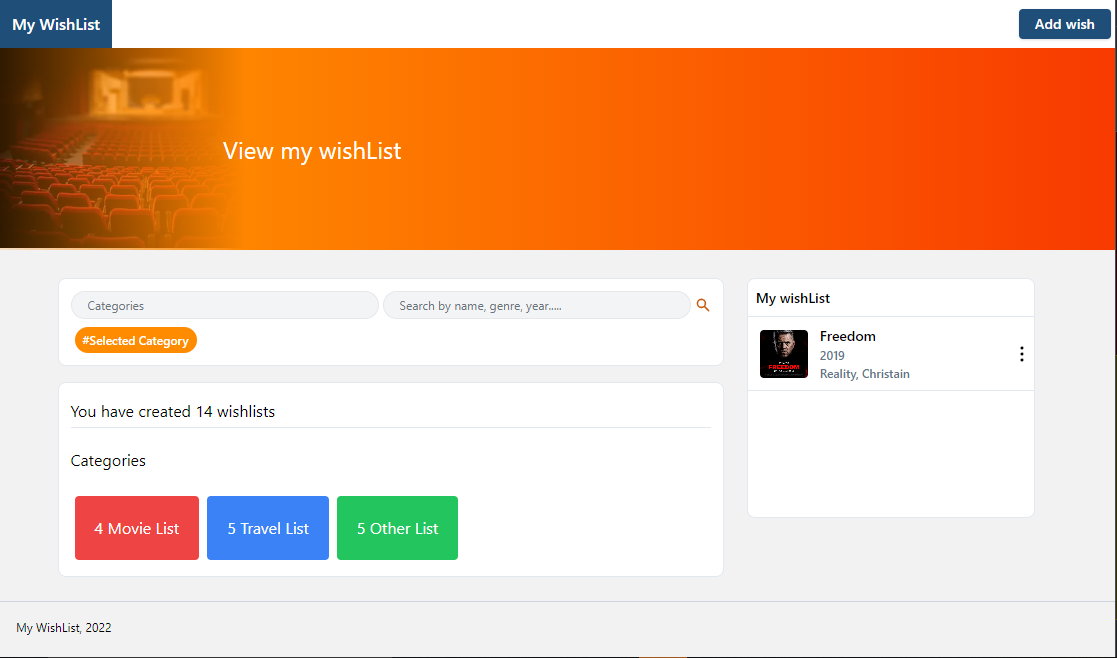 My WishList
Add wish
View my wishList
Categories
Search by name, genre, year.....
#Selected Category
You have created 14 wishlists
Categories
4 Movie List
5 Travel List
5 Other List
My wishList
FREEDOM
Freedom
2019
Reality, Christain
My WishList, 2022